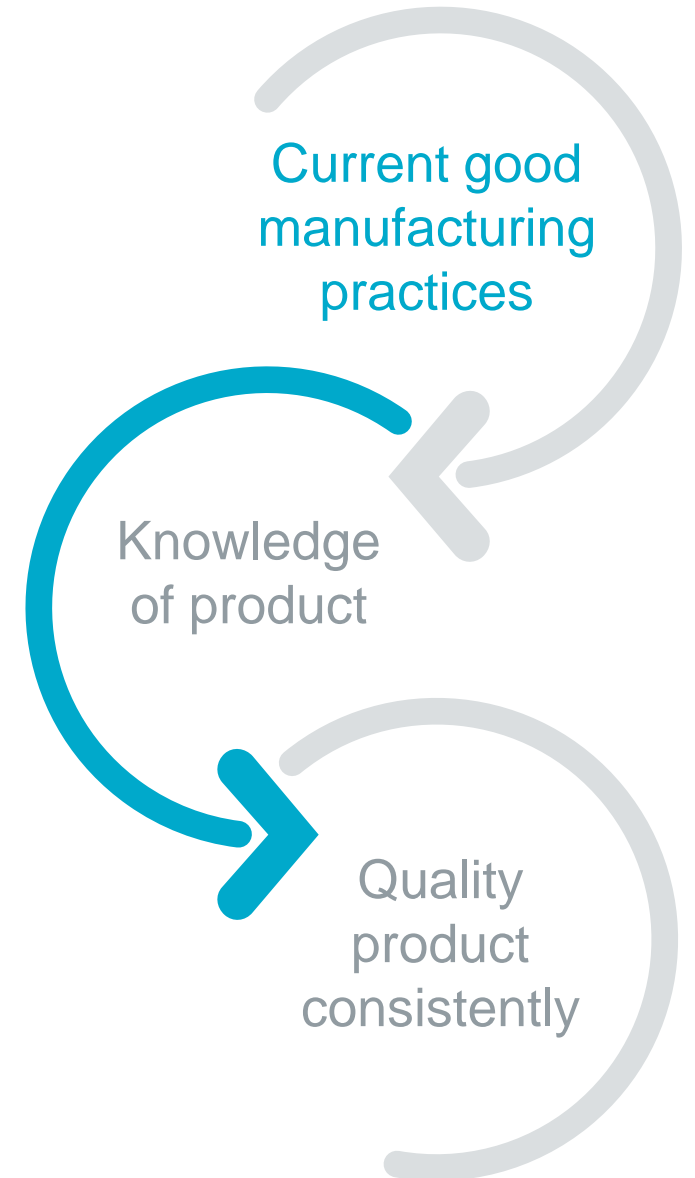 Current good
manufacturing
practices
Knowledge
of product
Quality
product
consistently